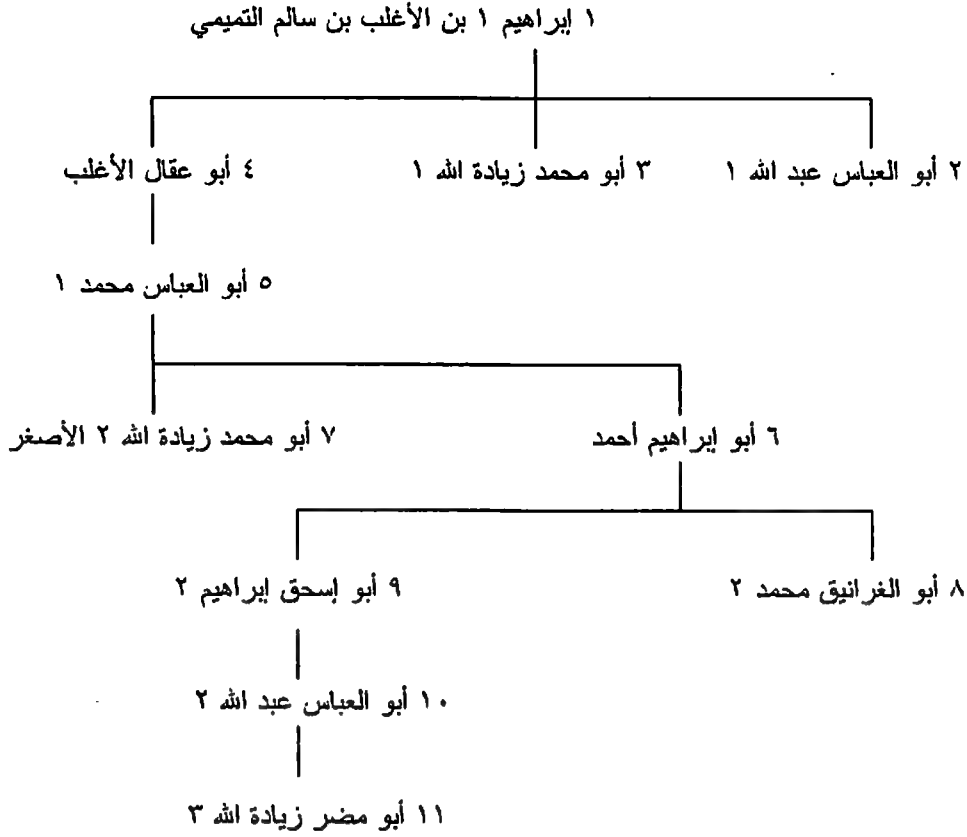 ١ إبراهيم ١ بن الأغلب بن سالم التميمي
٢ أبو العباس عبد الله ١
٣ أبو محمد زيادة الله ١
٤ أبو عقال الأغلب
٥ أبو العباس محمد ١
٦ أبو إبراهيم أحمد
٧ أبو محمد زيادة الله ٢ الأصغر
٨ أبو الغرانيق محمد ٢
٩ أبو إسحق إبراهيم ٢
١٠ أبو العباس عبد الله ٢
١١ أبو مضر زيادة الله ٣